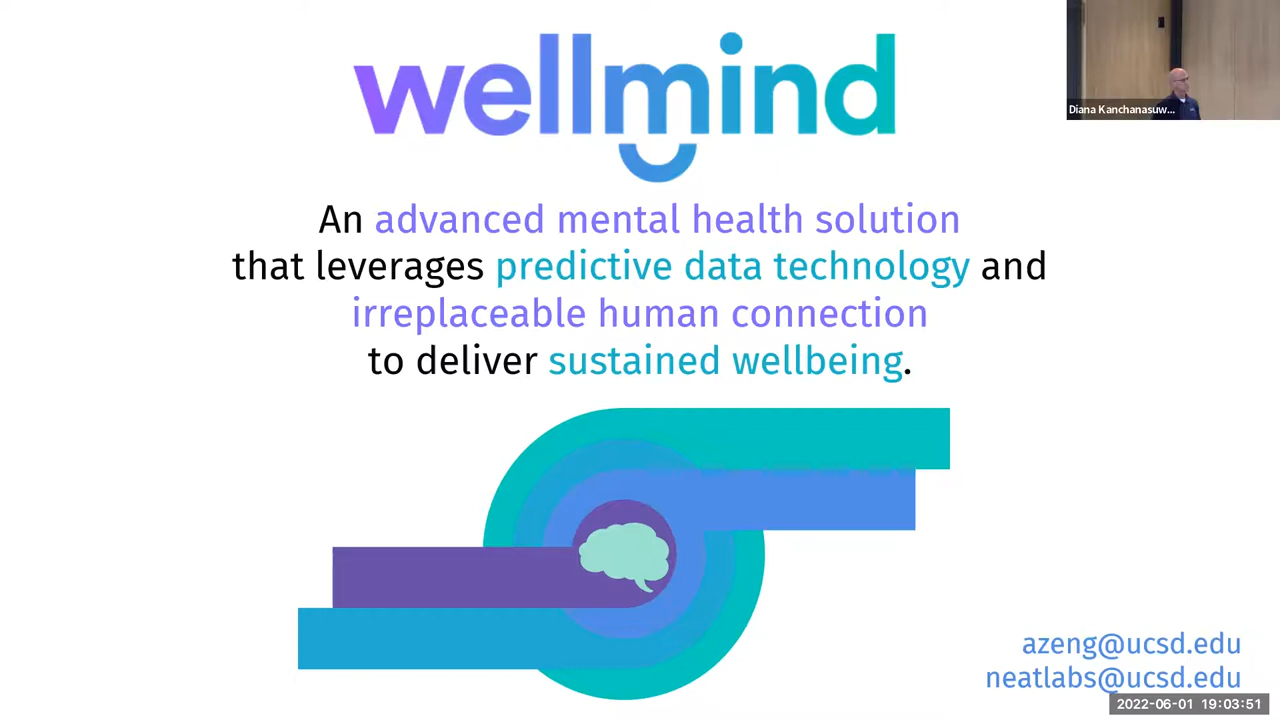 wellmind
Diana Kanchanasuw...
An advanced mental health solution
that leverages predictive data technology and
irreplaceable human connection
to deliver sustained wellbeing.
azeng@ucsd.edu
neatlabs@ucsd.edu
2022-06-01 19:03:51